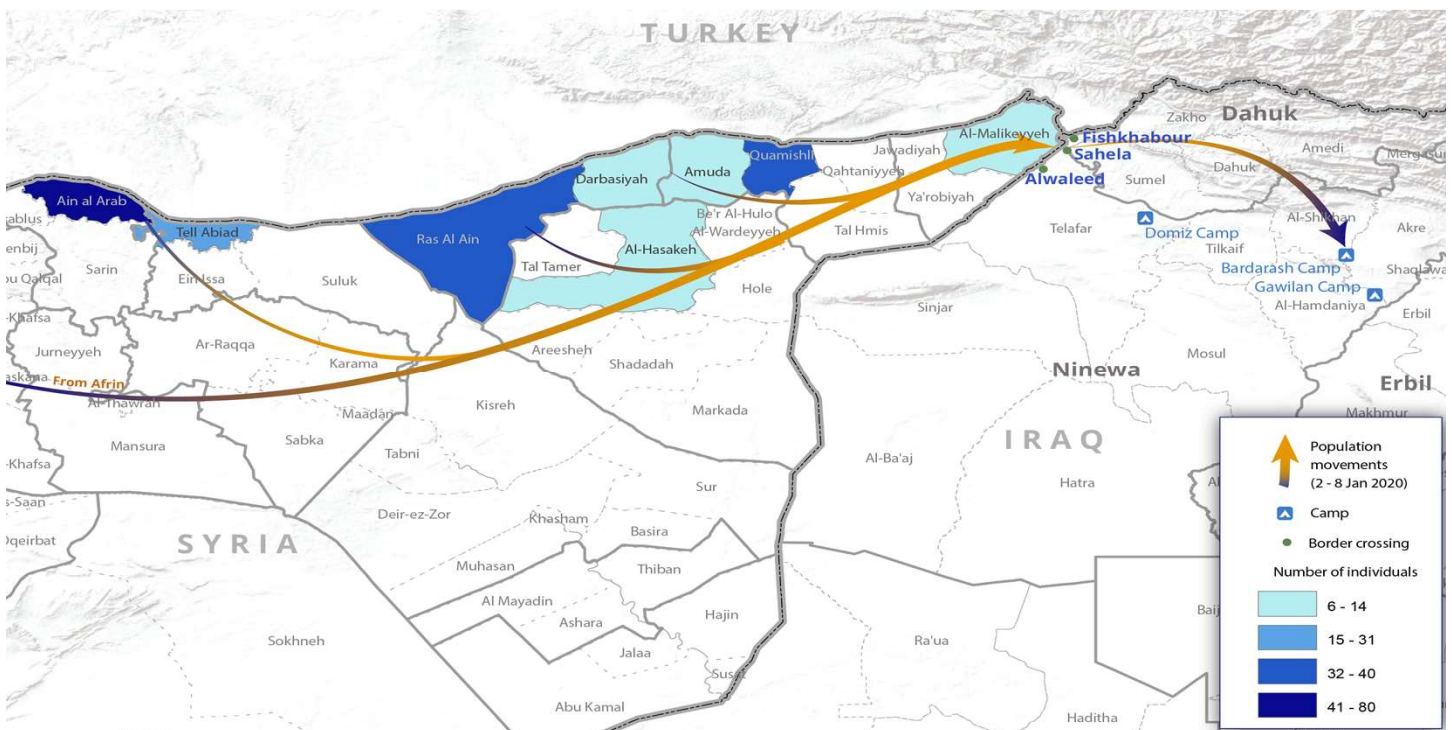 TURKEY
Zakho
Dahuk
Al-Malikeyyeh
Fishkhabour
Amedi
Quamishli
Jawadiyah
Sahela
Mergasur
Dahuk
Darbasiyah
Amuda
Qahtaniyyeh
Alwaleed
Sumel
Ain al Arab
Ya'robiyah
Be'r Al-Hulo
Al-Wardeyyeh
Al-Shikhan
Tell Abiad
Ras Al Ain
Tal Hmis
Telafar
Domiz Camp
Akre
Al-Hasakeh
Tilkaif
Sarin
Tal Tamer
Bardarash Camp
Shaqlawa
Ein Issa
Suluk
Hole
Gawilan Camp
Sinjar
Al-Hamdaniya
Erbil
Ar-Raqqa
Jurneyyeh
Karama
Areesheh
Shadadah
Mosul
From Afrin
Ninewa
Erbil
Al-Thawrah
Maadan
Kisreh
Markada
Makhmur
Mansura
Sabka
Tabni
IRAQ
Al-Ba'aj
Hatra
Sur
Deir-ez-Zor
Khasham
Basira
SYRIA
Muhasan
Thiban
Al Mayadin
Ashara
Hajin
Sokhneh
Jalaa
Ra'ua
Abu Kamal
Haditha
Population
movements
(2 - 8 Jan 2020)
Camp
Border crossing
Number of individuals
6 - 14
15 - 31
32 - 40
41 - 80